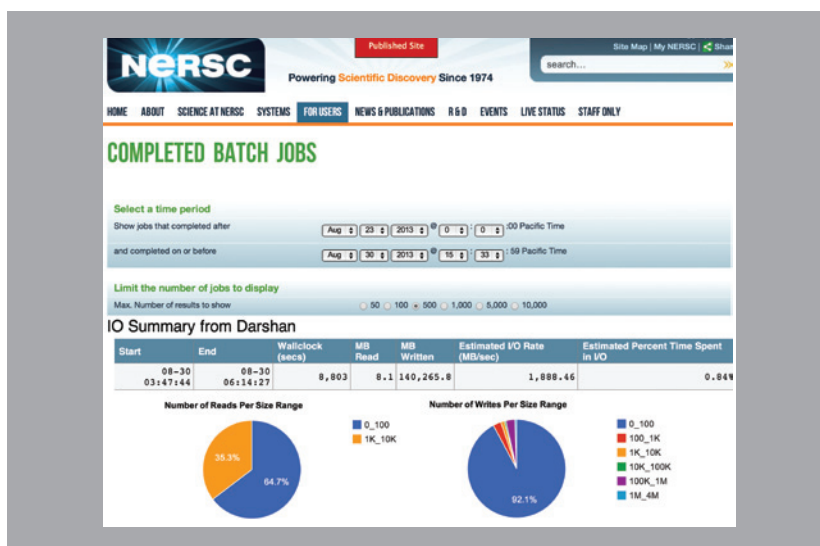 Published Site
Site Map | My NERSC | Shar
NERSC
Powering Scientific Discovery Since 1974
search...
HOME ABOUT SCIENCE AT NERSC SYSTEMS FOR USERS NEWS & PUBLICATIONS R & D EVENTS LIVE STATUS STAFF ONLY
COMPLETED BATCH JOBS
Select a time period
Show jobs that completed after Aug 23 2013 @ 0 : 0 :00 Pacific Time
and completed on or before Aug 30 2013 @ 15 : 33 : 59 Pacific Time
Limit the number of jobs to display
Max. Number of results to show 50 100 500 1,000 5,000 10,000
IO Summary from Darshan
Start End Wallclock (secs) MB Read MB Written Estimated I/O Rate (MB/sec) Estimated Percent Time Spent in I/O
08-30 03:47:44 08-30 06:14:27 8,803 8.1 140,265.8 1,888.46 0.84%
Number of Reads Per Size Range
0_100
1K_10K
35.3%
64.7%
Number of Writes Per Size Range
0_100
100_1K
1K_10K
10K_100K
100K_1M
1M_4M
92.1%